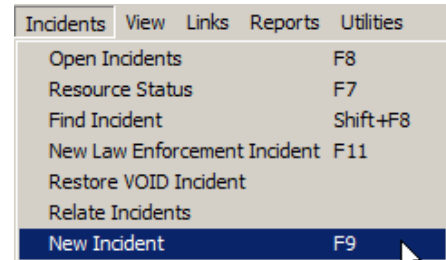 Incidents View Links Reports Utilities
Open Incidents F8
Resource Status F7
Find Incident Shift+F8
New Law Enforcement Incident F11
Restore VOID Incident
Relate Incidents
New Incident F9